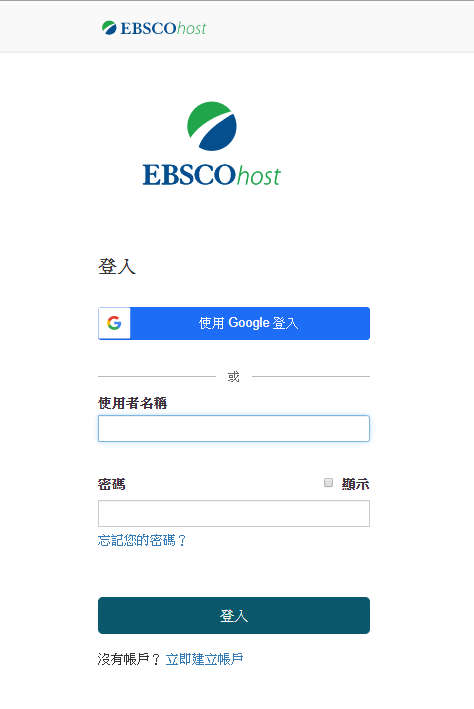 EBSCOhost
EBSCOhost
登入
使用 Google 登入
或
使用者名稱
密碼 顯示
忘記您的密碼？
登入
沒有帳戶？ 立即建立帳戶